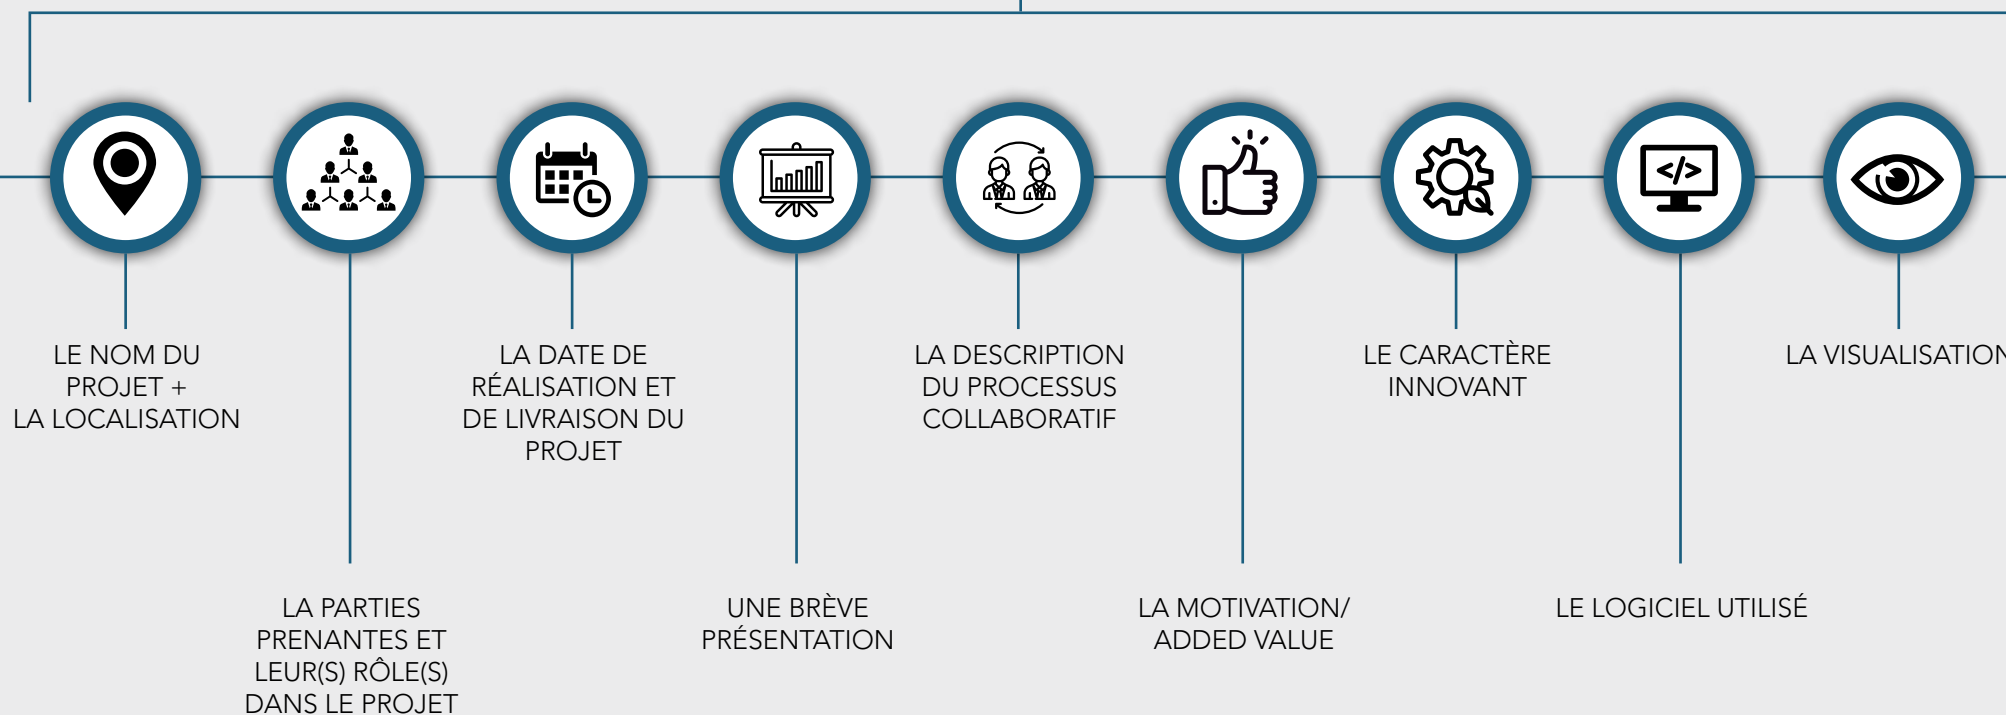 LE NOM DU
PROJET +
LA LOCALISATION
LA PARTIES
PRENANTES ET
LEUR(S) RÔLE(S)
DANS LE PROJET
LA DATE DE
RÉALISATION ET
DE LIVRAISON DU
PROJET
UNE BRÈVE
PRÉSENTATION
LA DESCRIPTION
DU PROCESSUS
COLLABORATIF
LA MOTIVATION/
ADDED VALUE
LE CARACTÈRE
INNOVANT
</>
LE LOGICIEL UTILISÉ
LA VISUALISATION